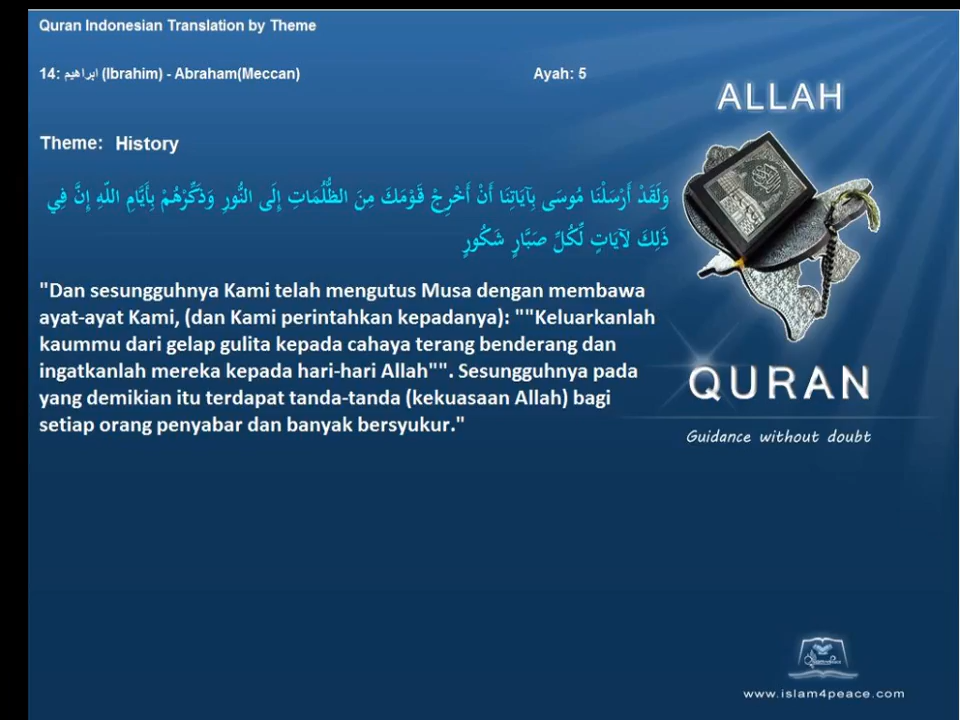 Quran Indonesian Translation by Theme
14: ابراهيم (Ibrahim) - Abraham(Meccan)
Ayah: 5
ALLAH
Theme: History
وَلَقَدْ أَرْسَلْنَا مُوسَى بِآيَاتِنَا أَنْ أَخْرِجْ قَوْمَكَ مِنَ الظُّلُمَاتِ إِلَى النُّورِ وَذَكِّرْهُمْ بِأَيَّامِ اللّهِ إِنَّ فِي
ذَلِكَ لآيَاتٍ لِّكُلِّ صَبَّارٍ شَكُورٍ
"Dan sesungguhnya Kami telah mengutus Musa dengan membawa
ayat-ayat Kami, (dan Kami perintahkan kepadanya): ""Keluarkanlah
kaummu dari gelap gulita kepada cahaya terang benderang dan
ingatkanlah mereka kepada hari-hari Allah"". Sesungguhnya pada
yang demikian itu terdapat tanda-tanda (kekuasaan Allah) bagi
setiap orang penyabar dan banyak bersyukur."
QURAN
Guidance without doubt
www.islam4peace.com